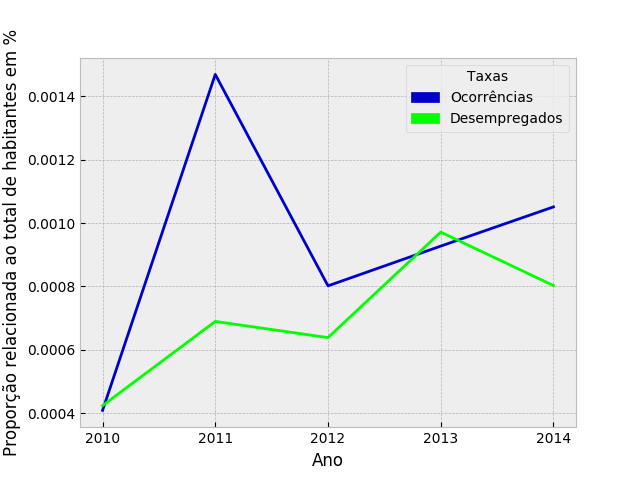 Proporção relacionada ao total de habitantes em %
Taxas
Ocorrências
Desempregados
0.0014
0.0012
0.0010
0.0008
0.0006
0.0004
2010 2011 2012 2013 2014
Ano